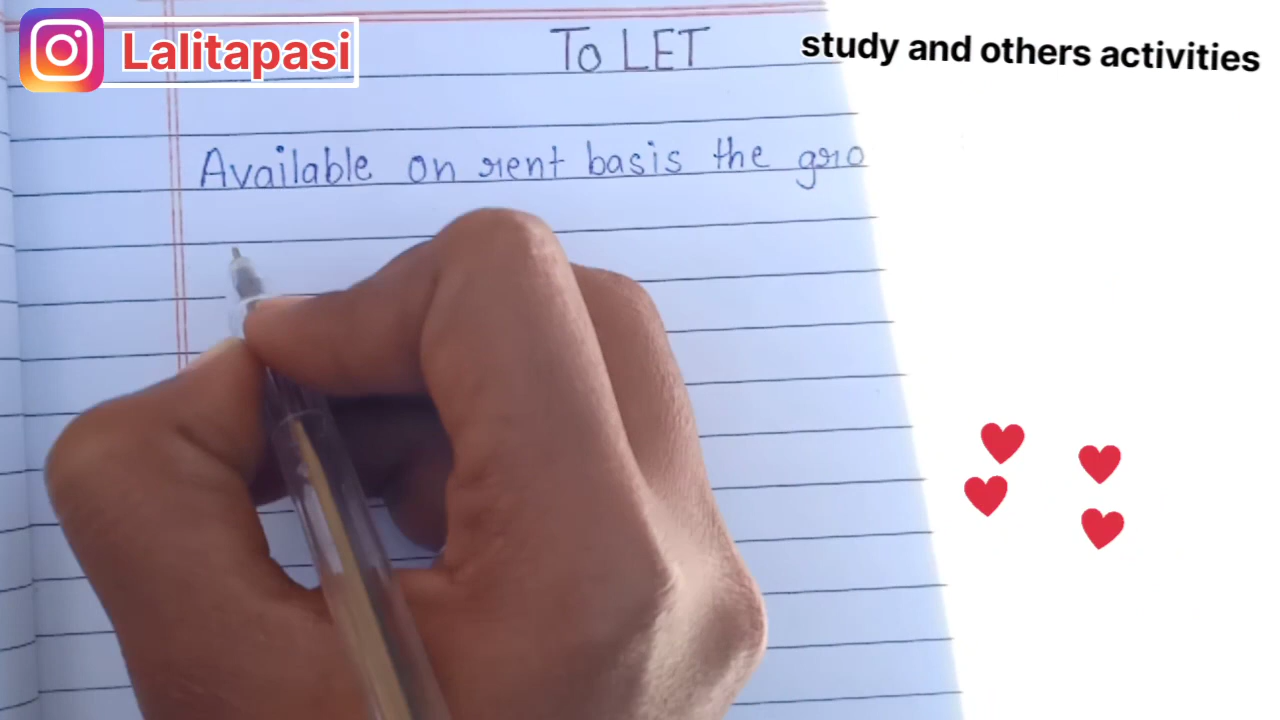 Lalitapasi
To LET
study and others activities
Available on rent basis the gro